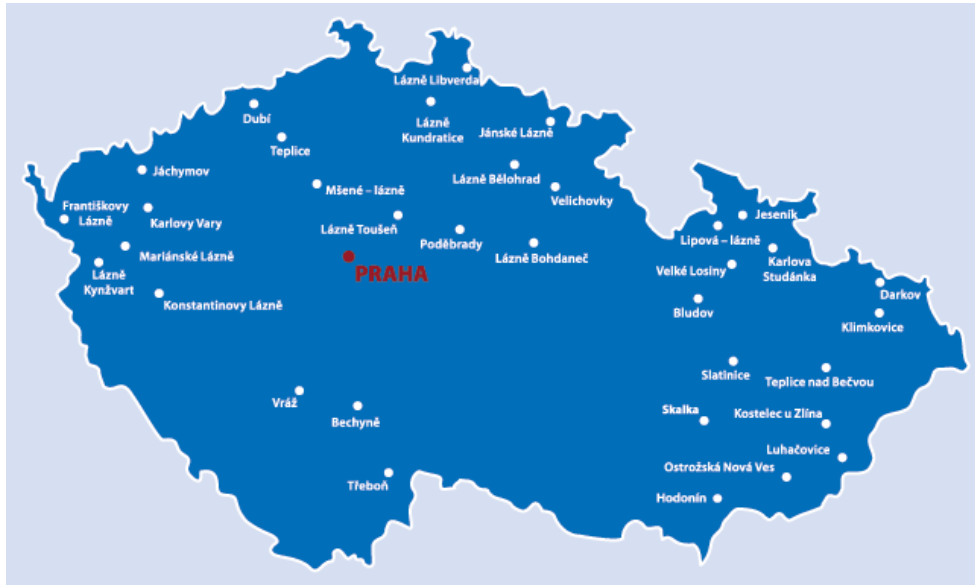 Lázně Libverda
Dubí
Lázně
Kundratice
Jánské Lázně
Teplice
Jáchymov
Lázně Bělohrad
Mšené – lázně
Velichovky
Františkovy
Lázně
Karlovy Vary
Lázně Toušeň
Poděbrady
Lázně Bohdaneč
Jeseník
Lipová – lázně
Mariánské Lázně
Lázně
Kynžvart
PRAHA
Velké Losiny
Karlova
Studánka
Konstantinovy Lázně
Bludov
Darkov
Klimkovice
Slatinice
Teplice nad Bečvou
Vráž
Bechyně
Skalka
Kostelec u Zlína
Luhačovice
Třeboň
Ostrožská Nová Ves
Hodonín